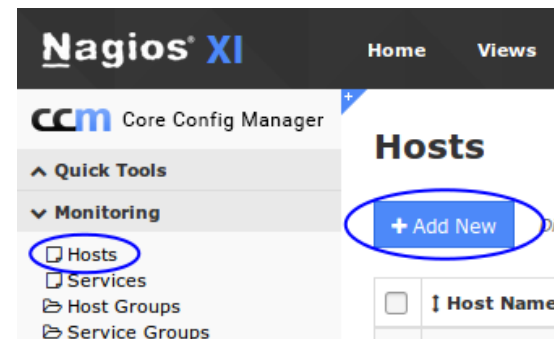 Nagios® XI
Home Views
ccm Core Config Manager
Quick Tools
Monitoring
Hosts
Services
Host Groups
Service Groups
Hosts
+ Add New
Host Name